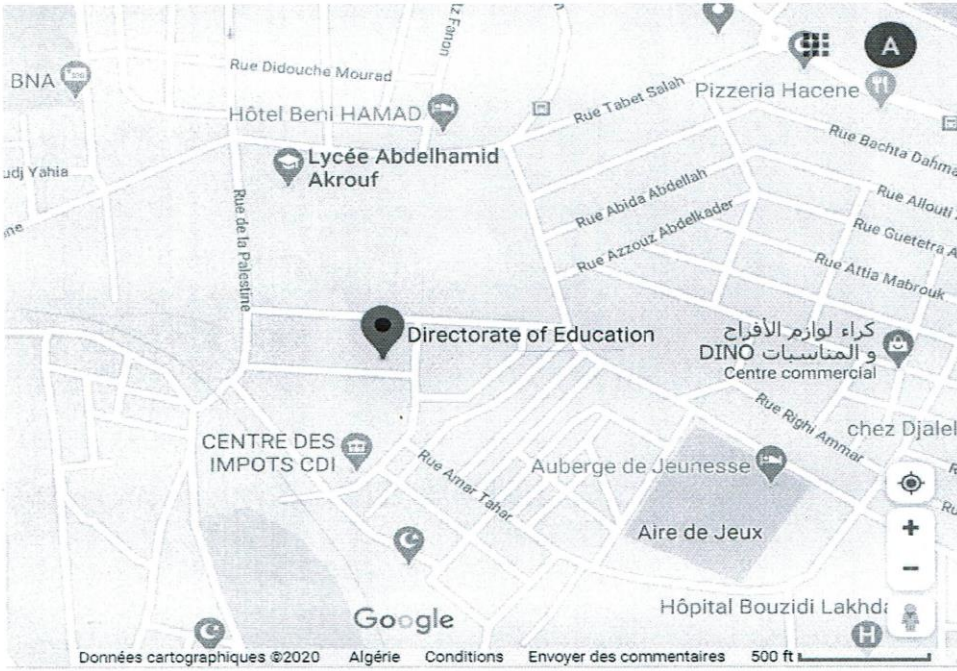 Fanon
Rue Didouche Mourad
BNA
A
Pizzeria Hacene
Rue Tabet Salah
Hôtel Beni HAMAD
Rue Bachta Dahma
Lycée Abdelhamid
Akrouf
udj Yahia
Rue Abida Abdellah
Rue Allouti
Rue de la Palestine
Rue Azzouz Abdelkader
Rue Guetetra A
Rue Attia Mabrouk
Directorate of Education
كراء لوازم الأفراح
و المناسبات DINO
Centre commercial
Rue Righi Ammar
chez Djalel
CENTRE DES
IMPOTS CDI
Rue Amar Tahar
Auberge de Jeunesse
Aire de Jeux
+
−
Google
Hôpital Bouzidi Lakhda
H
Données cartographiques ©2020 Algérie Conditions Envoyer des commentaires 500 ft